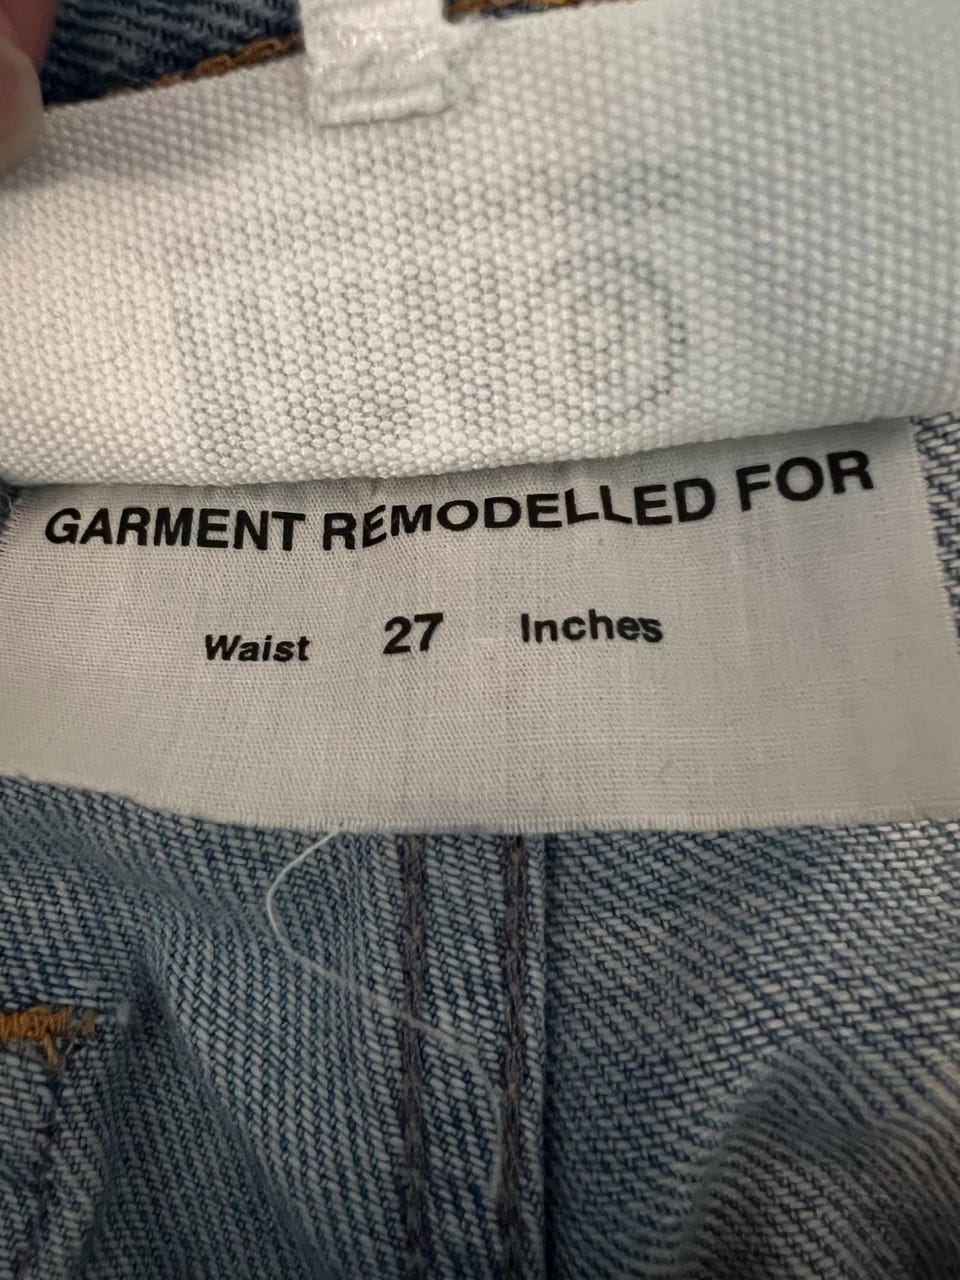 GARMENT REMODELLED FOR
Waist 27 Inches